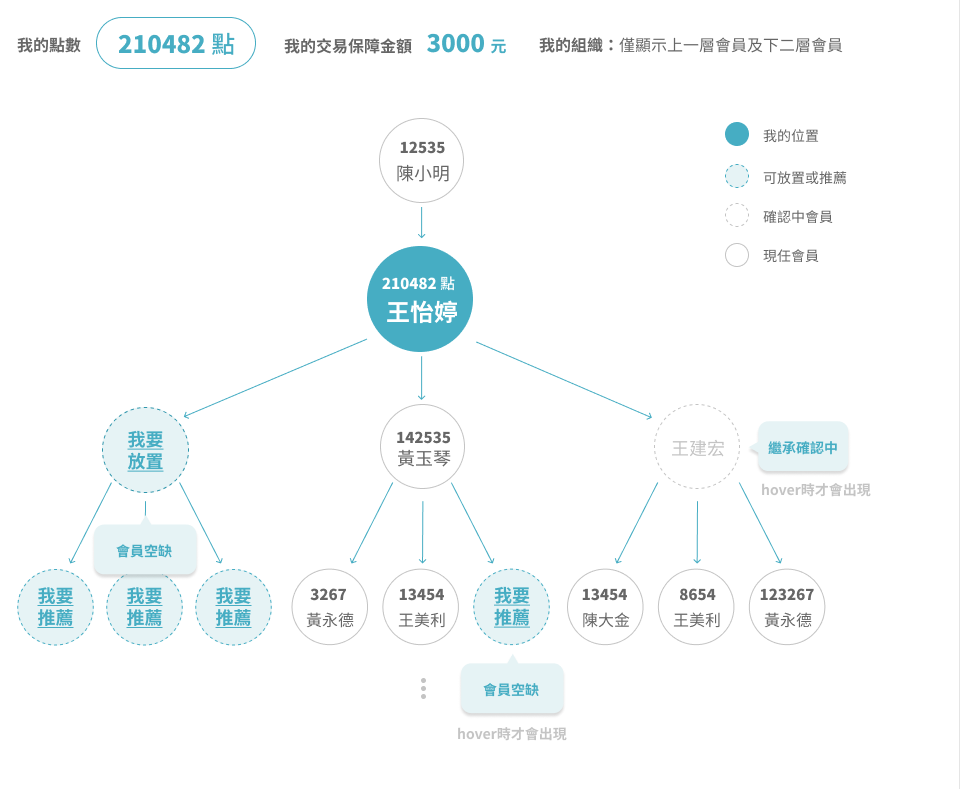 我的點數 210482 點 我的交易保障金額 3000 元 我的組織：僅顯示上一層會員及下二層會員
12535
陳小明
我的位置
可放置或推薦
確認中會員
現任會員
210482 點
王怡婷
我要
放置
142535
黃玉琴
王建宏
繼承確認中
hover時才會出現
會員空缺
我要
推薦
我要
推薦
我要
推薦
3267
黃永德
13454
王美利
我要
推薦
13454
陳大金
8654
王美利
123267
黃永德
會員空缺
hover時才會出現